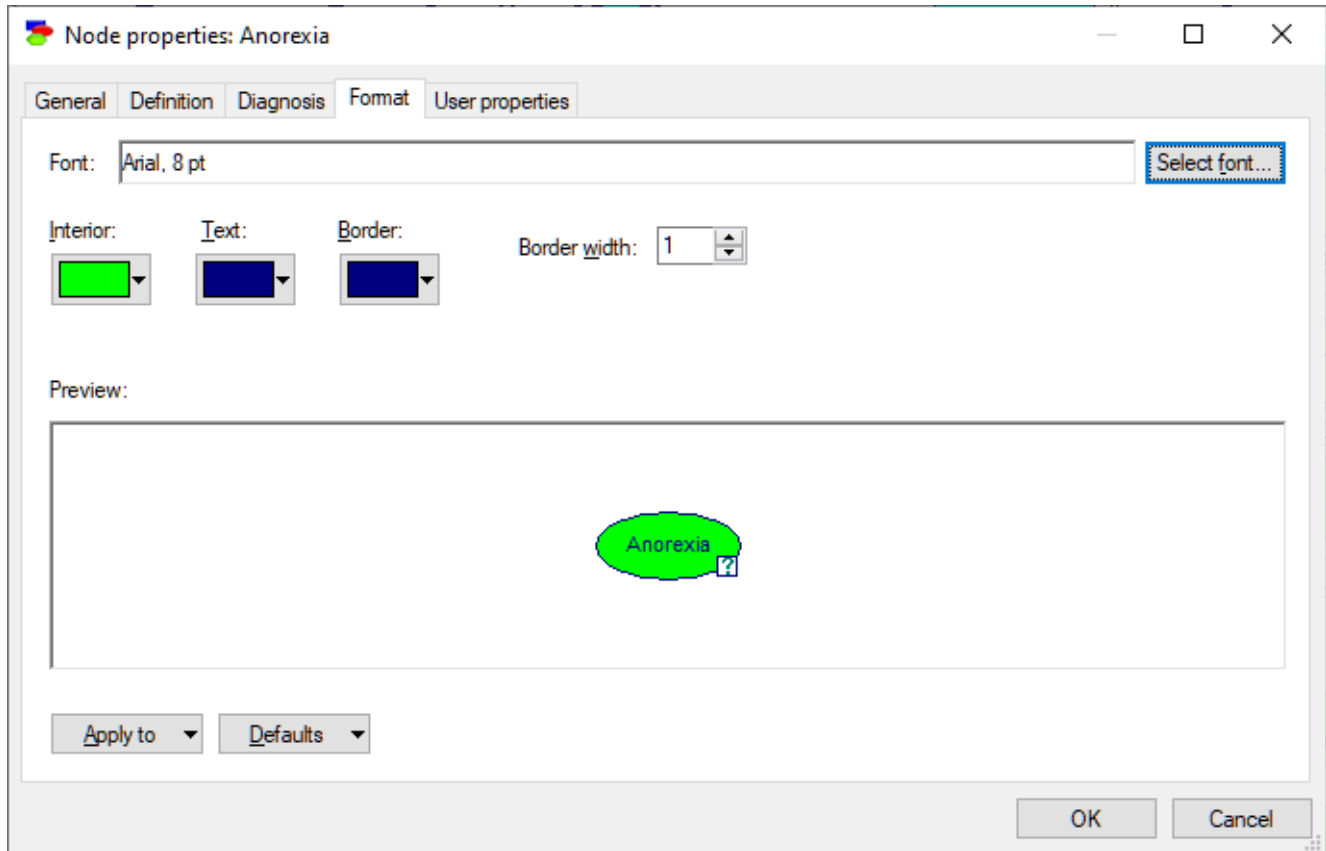 Node properties: Anorexia
General Definition Diagnosis Format User properties
Font: Arial, 8 pt Select font...
Interior: Text: Border: Border width: 1
Preview:
Anorexia
?
Apply to Defaults
OK Cancel